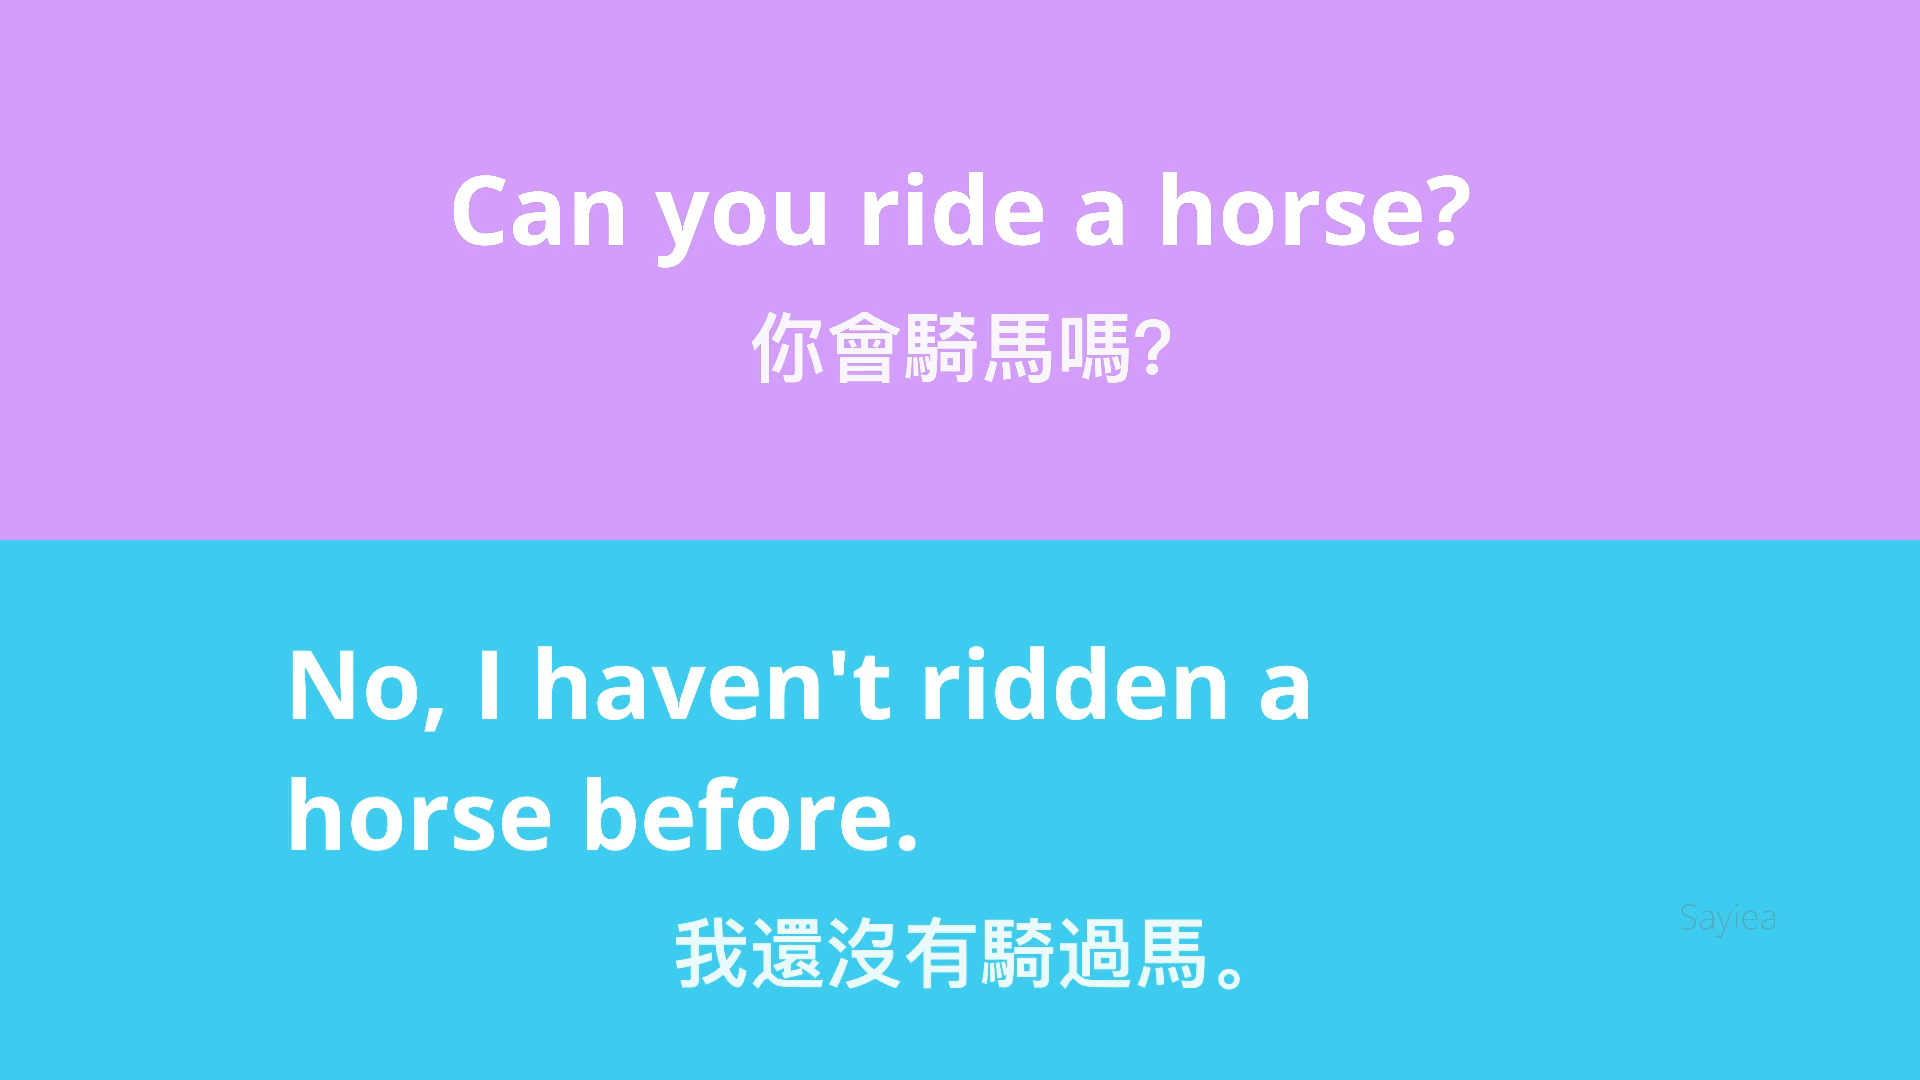 Can you ride a horse?
你會騎馬嗎?
No, I haven't ridden a
horse before.
我還沒有騎過馬。
Sayiea